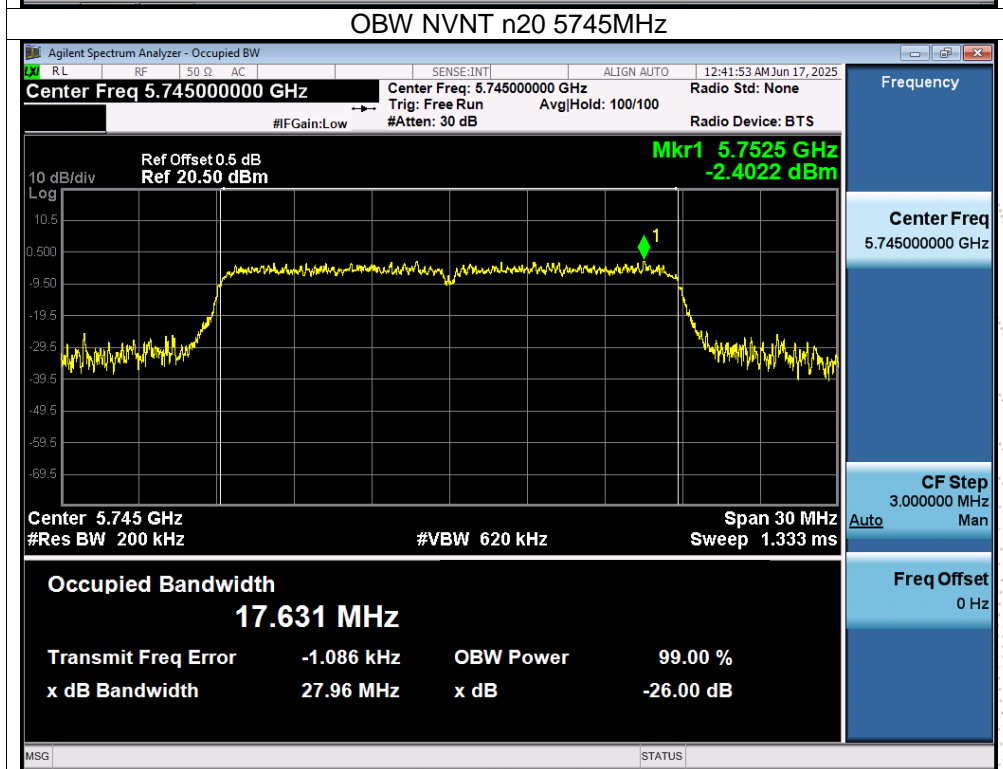 OBW NVNT n20 5745MHz
Agilent Spectrum Analyzer - Occupied BW
LXI RL RF 50 Ω AC SENSE:INT ALIGN AUTO 12:41:53 AM Jun 17, 2025
Center Freq 5.745000000 GHz
Center Freq: 5.745000000 GHz
Radio Std: None
Trig: Free Run Avg|Hold: 100/100
#IFGain:Low #Atten: 30 dB Radio Device: BTS
Frequency
Mkr1 5.7525 GHz
-2.4022 dBm
Ref Offset 0.5 dB
10 dB/div Ref 20.50 dBm
Log
10.5
0.500
-9.50
-19.5
-29.5
-39.5
-49.5
-59.5
-69.5
1
Center 5.745 GHz Span 30 MHz
#Res BW 200 kHz #VBW 620 kHz Sweep 1.333 ms
Center Freq
5.745000000 GHz
CF Step
3.000000 MHz
Auto Man
Freq Offset
0 Hz
Occupied Bandwidth
17.631 MHz
Transmit Freq Error -1.086 kHz OBW Power 99.00 %
x dB Bandwidth 27.96 MHz x dB -26.00 dB
MSG STATUS